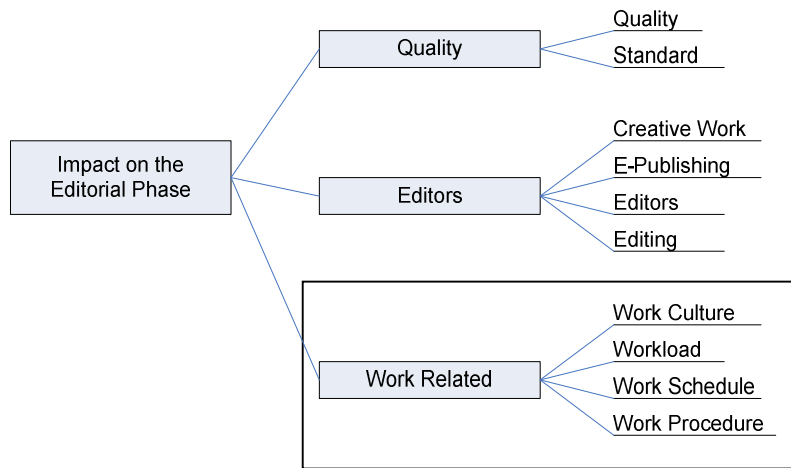 Impact on the
Editorial Phase
Quality
Quality
Standard
Editors
Creative Work
E-Publishing
Editors
Editing
Work Related
Work Culture
Workload
Work Schedule
Work Procedure